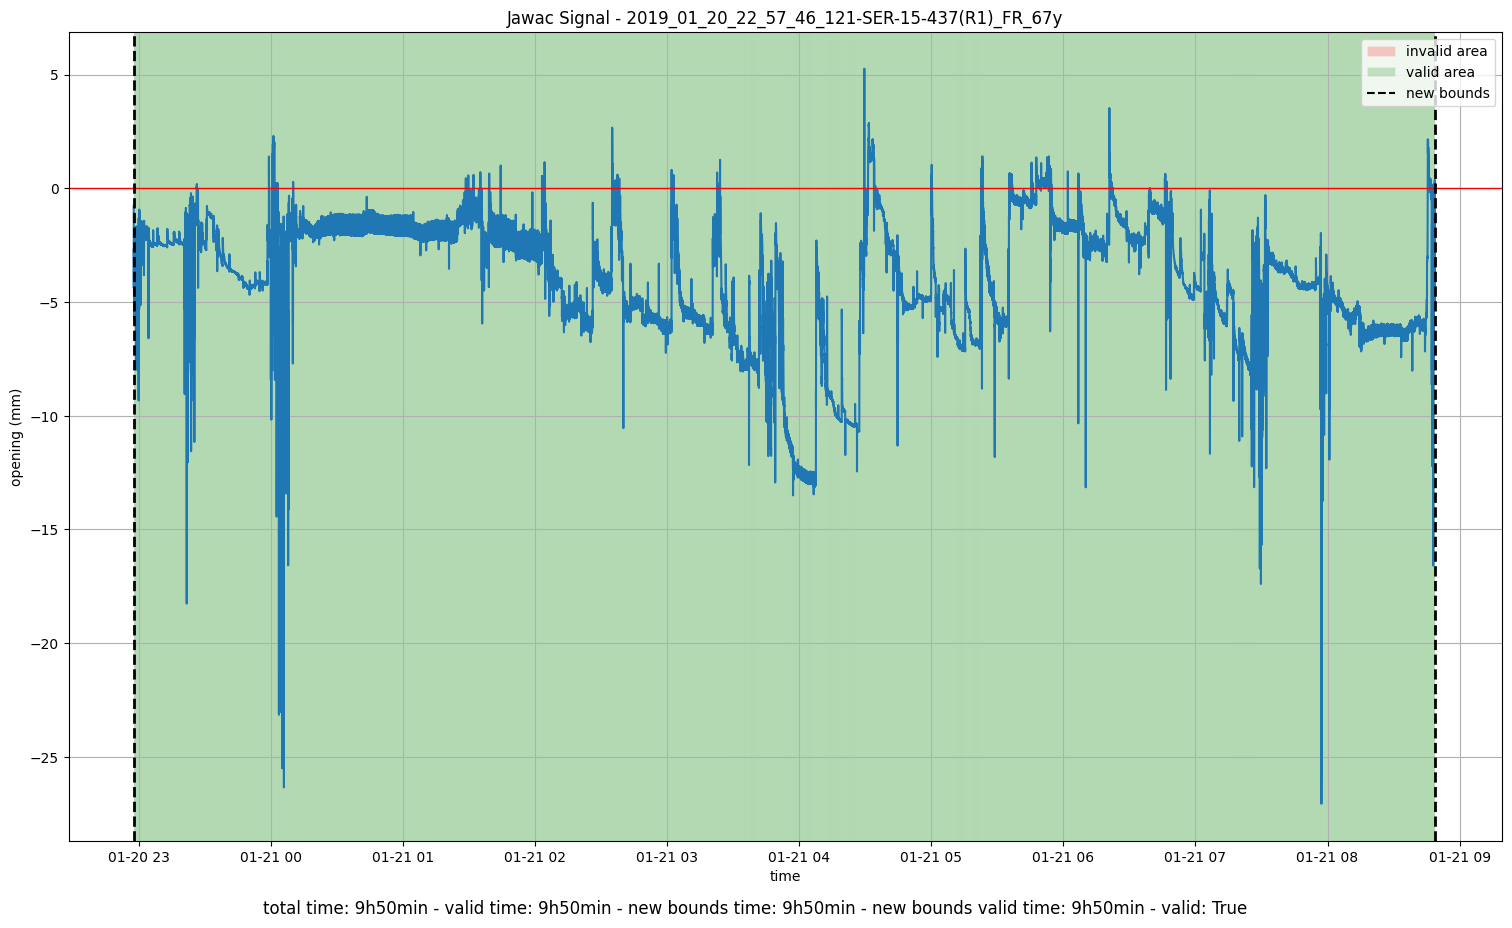 Jawac Signal - 2019_01_20_22_57_46_121-SER-15-437(R1)_FR_67y
invalid area
valid area
new bounds
5
0
−5
−10
−15
−20
−25
opening (mm)
01-20 23
01-21 00
01-21 01
01-21 02
01-21 03
01-21 04
01-21 05
01-21 06
01-21 07
01-21 08
01-21 09
time
total time: 9h50min - valid time: 9h50min - new bounds time: 9h50min - new bounds valid time: 9h50min - valid: True